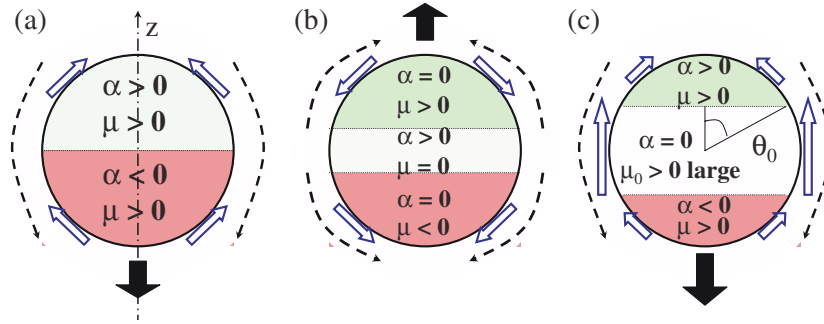 (a)
z
α > 0
μ > 0
α < 0
μ > 0
(b)
α = 0
μ > 0
α > 0
μ = 0
α = 0
μ < 0
(c)
α > 0
μ > 0
α = 0
θ₀
μ₀ > 0 large
α < 0
μ > 0